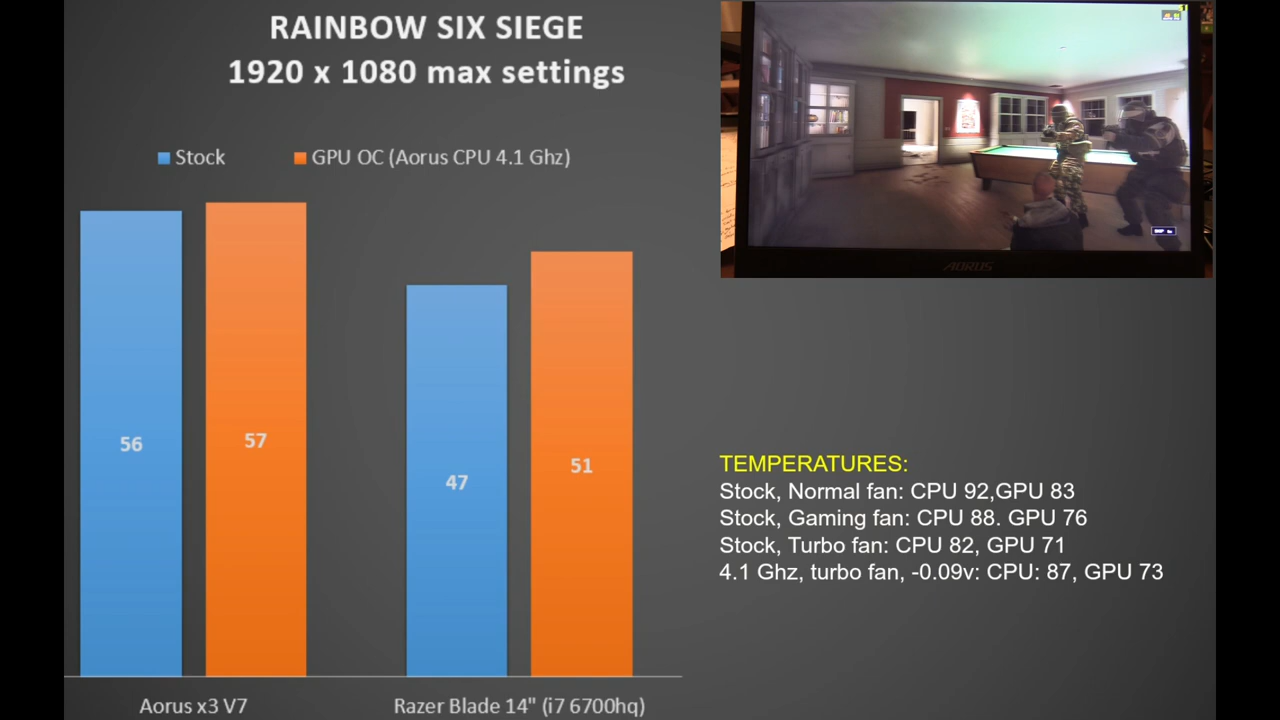 RAINBOW SIX SIEGE
1920 x 1080 max settings
Stock
GPU OC (Aorus CPU 4.1 Ghz)
56
57
47
51
Aorus x3 V7
Razer Blade 14" (i7 6700hq)
AORUS
TEMPERATURES:
Stock, Normal fan: CPU 92,GPU 83
Stock, Gaming fan: CPU 88. GPU 76
Stock, Turbo fan: CPU 82, GPU 71
4.1 Ghz, turbo fan, -0.09v: CPU: 87, GPU 73